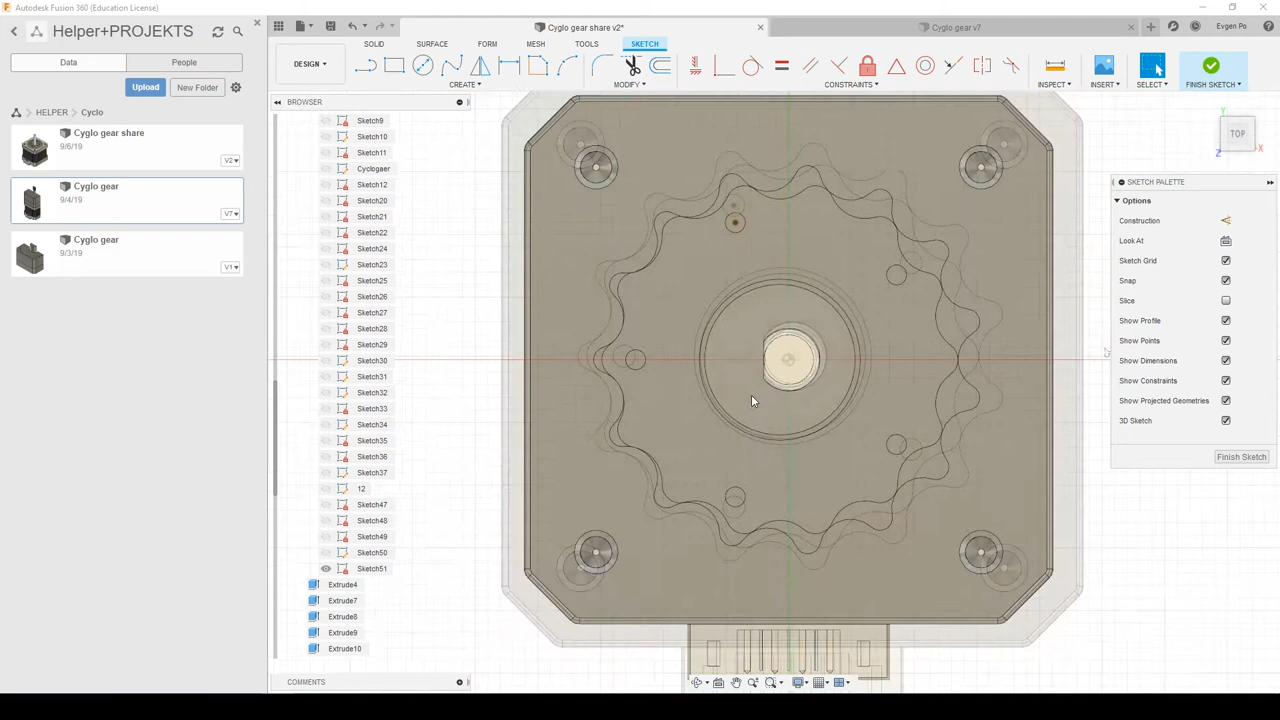 Autodesk Fusion 360 (Education License)
Helper+PROJEKTS
Data People
Upload New Folder
HELPER > Cyclo
Cyglo gear share
9/6/19
V2
Cyglo gear
9/4/19
V7
Cyglo gear
9/3/19
V1
Cyglo gear share v2*
Cyglo gear v7
Evgen Po
DESIGN
SOLID SURFACE FORM MESH TOOLS SKETCH
CREATE MODIFY CONSTRAINTS INSPECT INSERT SELECT FINISH SKETCH
BROWSER
Sketch9
Sketch10
Sketch11
Cyclogaer
Sketch12
Sketch20
Sketch21
Sketch22
Sketch24
Sketch23
Sketch25
Sketch26
Sketch27
Sketch28
Sketch29
Sketch30
Sketch31
Sketch32
Sketch33
Sketch34
Sketch35
Sketch36
Sketch37
12
Sketch47
Sketch48
Sketch49
Sketch50
Sketch51
Extrude4
Extrude7
Extrude8
Extrude9
Extrude10
COMMENTS
Y
TOP
Z
X
SKETCH PALETTE
Options
Construction
Look At
Sketch Grid
Snap
Slice
Show Profile
Show Points
Show Dimensions
Show Constraints
Show Projected Geometries
3D Sketch
Finish Sketch